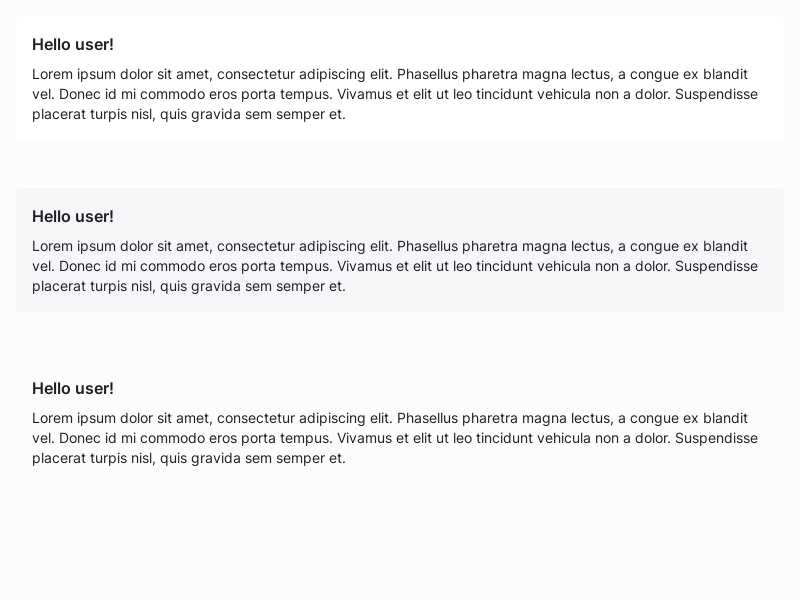 Hello user!
Lorem ipsum dolor sit amet, consectetur adipiscing elit. Phasellus pharetra magna lectus, a congue ex blandit
vel. Donec id mi commodo eros porta tempus. Vivamus et elit ut leo tincidunt vehicula non a dolor. Suspendisse
placerat turpis nisl, quis gravida sem semper et.
Hello user!
Lorem ipsum dolor sit amet, consectetur adipiscing elit. Phasellus pharetra magna lectus, a congue ex blandit
vel. Donec id mi commodo eros porta tempus. Vivamus et elit ut leo tincidunt vehicula non a dolor. Suspendisse
placerat turpis nisl, quis gravida sem semper et.
Hello user!
Lorem ipsum dolor sit amet, consectetur adipiscing elit. Phasellus pharetra magna lectus, a congue ex blandit
vel. Donec id mi commodo eros porta tempus. Vivamus et elit ut leo tincidunt vehicula non a dolor. Suspendisse
placerat turpis nisl, quis gravida sem semper et.